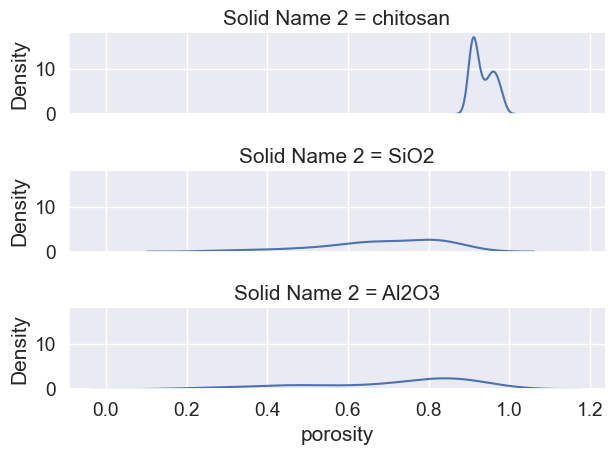 Solid Name 2 = chitosan
Density
10
0
Solid Name 2 = SiO2
Density
10
0
Solid Name 2 = Al2O3
Density
10
0
0.0 0.2 0.4 0.6 0.8 1.0 1.2
porosity